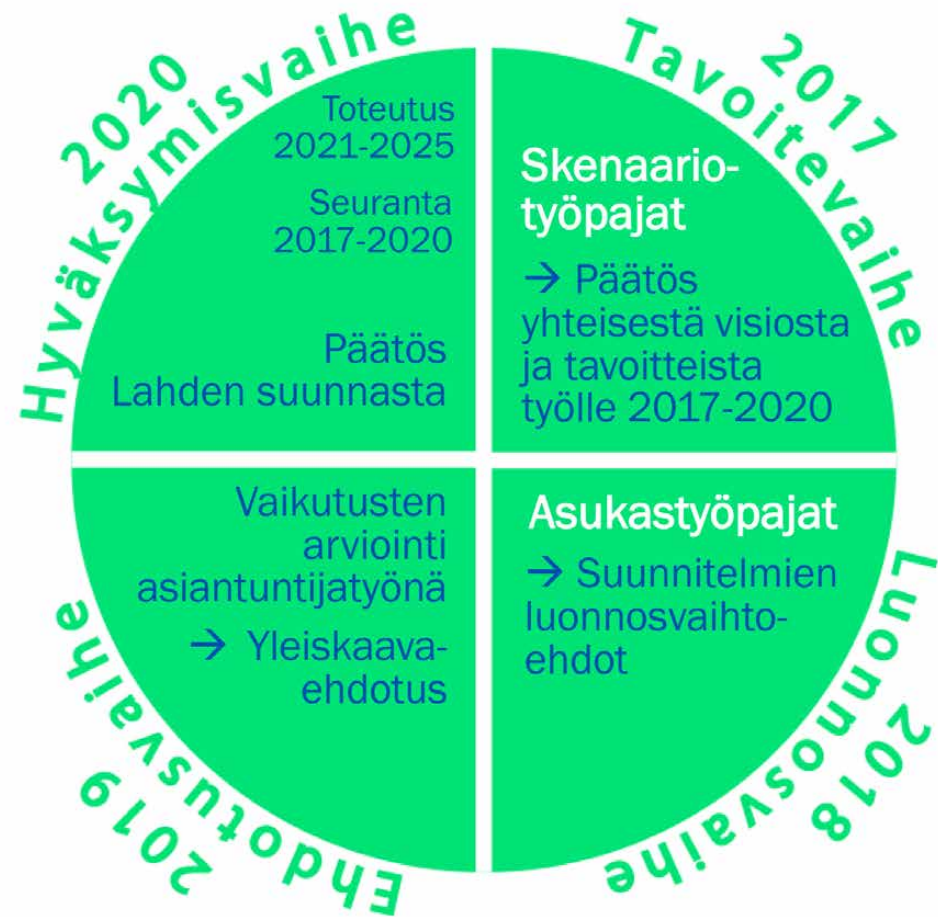 2017
Tavoitevaihe
Skenaario-
työpajat
→ Päätös
yhteisestä visiosta
ja tavoitteista
työlle 2017-2020
2018
Luonnosvaihe
Asukastyöpajat
→ Suunnitelmien
luonnosvaihto-
ehdot
2019
Ehdotusvaihe
Vaikutusten
arviointi
asiantuntijatyönä
→ Yleiskaava-
ehdotus
2020
Hyväksymisvaihe
Toteutus
2021-2025
Seuranta
2017-2020
Päätös
Lahden suunnasta